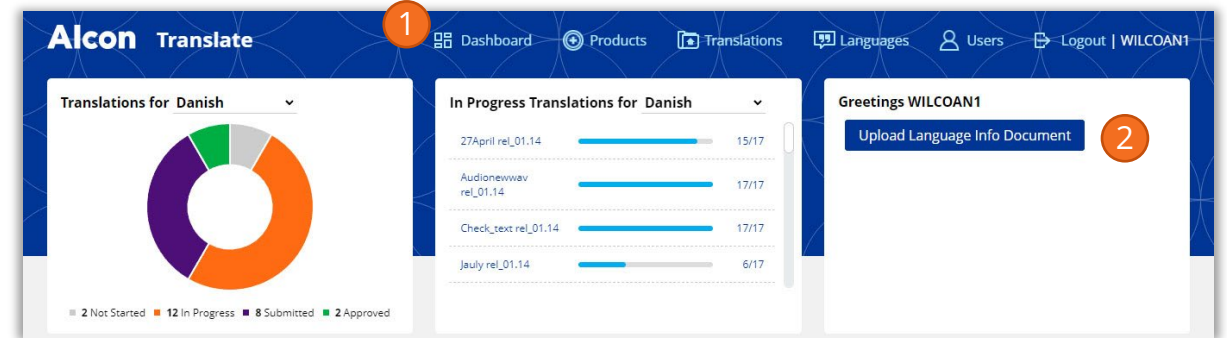 Alcon Translate
1
Dashboard
Products
Translations
Languages
Users
Logout | WILCOAN1
Translations for Danish
2 Not Started 12 In Progress 8 Submitted 2 Approved
In Progress Translations for Danish
27April rel_01.14 15/17
Audionewwav
rel_01.14
17/17
Check_text rel_01.14 17/17
Jauly rel_01.14 6/17
Greetings WILCOAN1
Upload Language Info Document
2